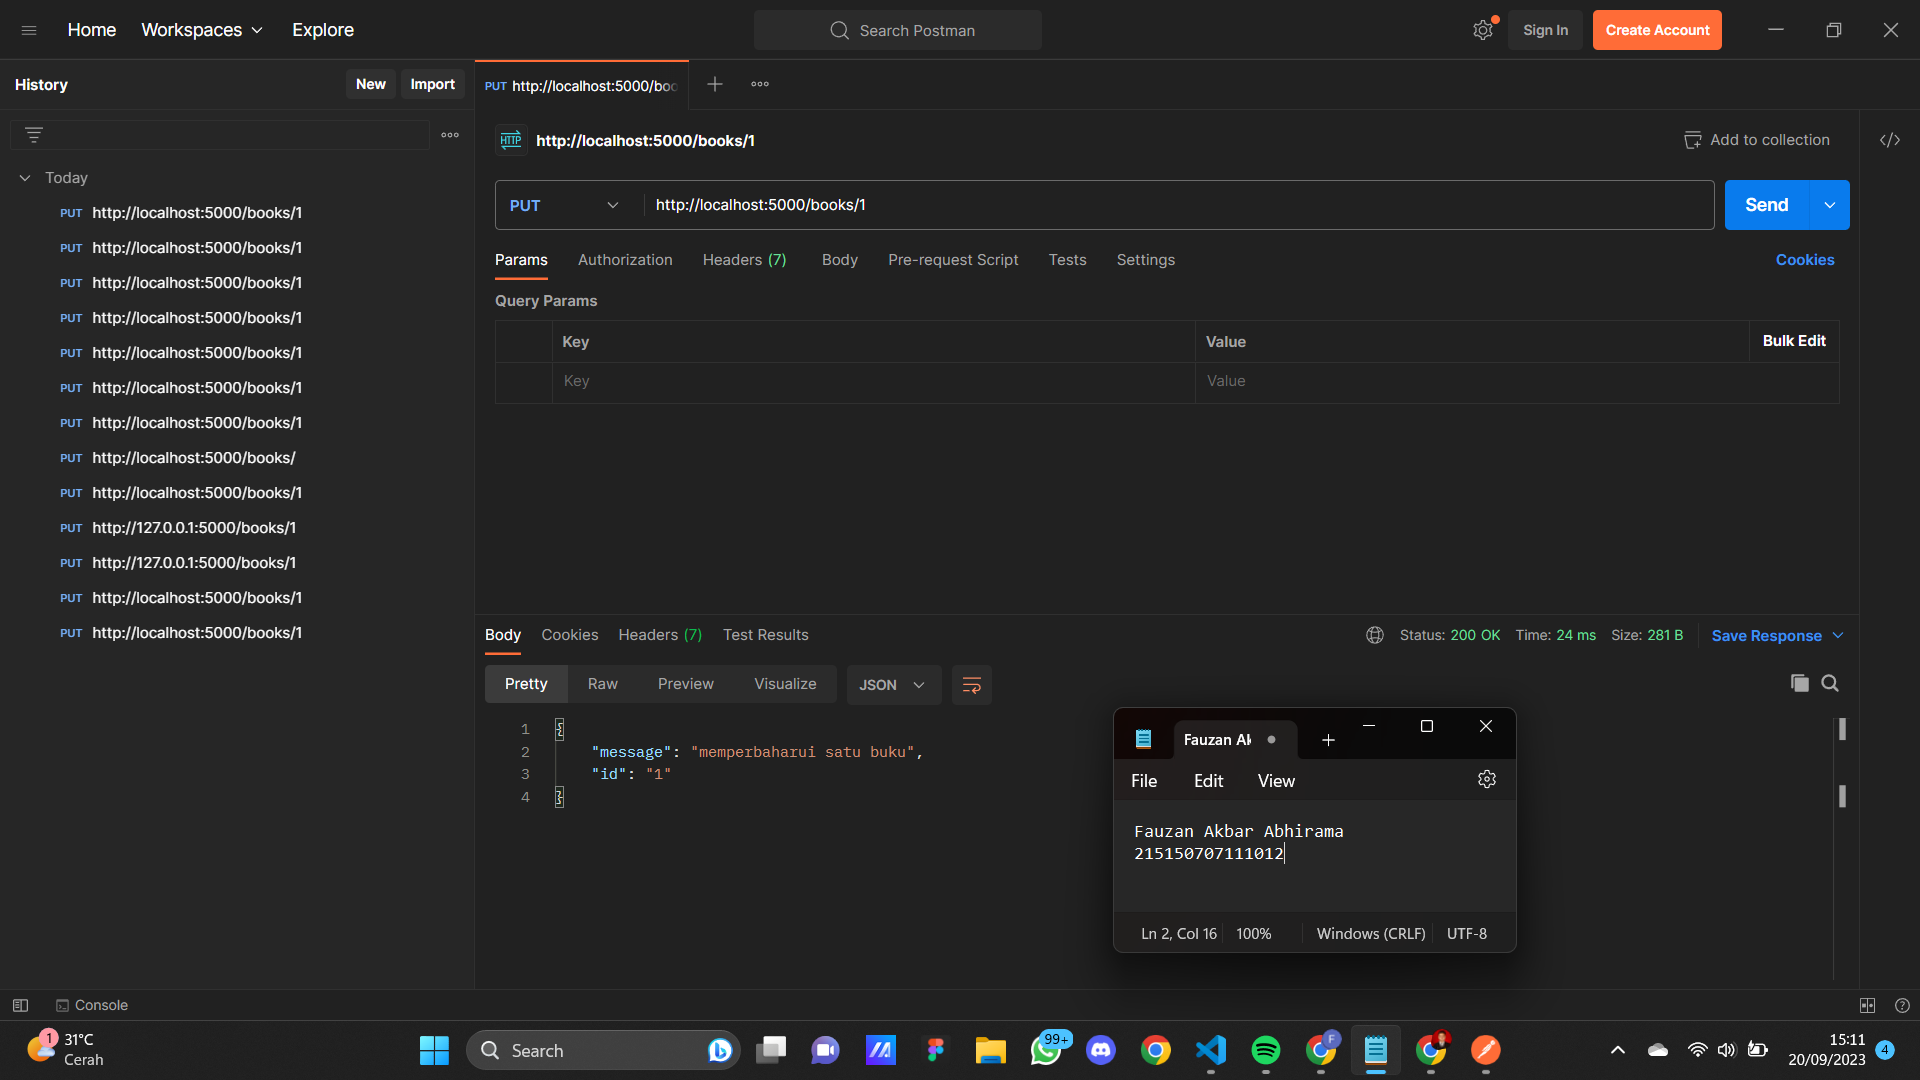 Home Workspaces Explore
Search Postman
Sign In
Create Account
History
New
Import
PUT http://localhost:5000/boo
HTTP http://localhost:5000/books/1
Add to collection
Today
PUT http://localhost:5000/books/1
PUT http://localhost:5000/books/1
PUT http://localhost:5000/books/1
PUT http://localhost:5000/books/1
PUT http://localhost:5000/books/1
PUT http://localhost:5000/books/1
PUT http://localhost:5000/books/1
PUT http://localhost:5000/books/
PUT http://localhost:5000/books/1
PUT http://127.0.0.1:5000/books/1
PUT http://127.0.0.1:5000/books/1
PUT http://localhost:5000/books/1
PUT http://localhost:5000/books/1
PUT http://localhost:5000/books/1
Send
Params Authorization Headers (7) Body Pre-request Script Tests Settings
Cookies
Query Params
Key Value Bulk Edit
Key Value
Body Cookies Headers (7) Test Results
Status: 200 OK Time: 24 ms Size: 281 B
Save Response
Pretty Raw Preview Visualize JSON
1 {
2 "message": "memperbaharui satu buku",
3 "id": "1"
4 }
Fauzan Ak
File Edit View
Fauzan Akbar Abhirama
215150707111012
Ln 2, Col 16 100% Windows (CRLF) UTF-8
Console
1 31°C
Cerah
Search
99+
F
15:11
20/09/2023
4